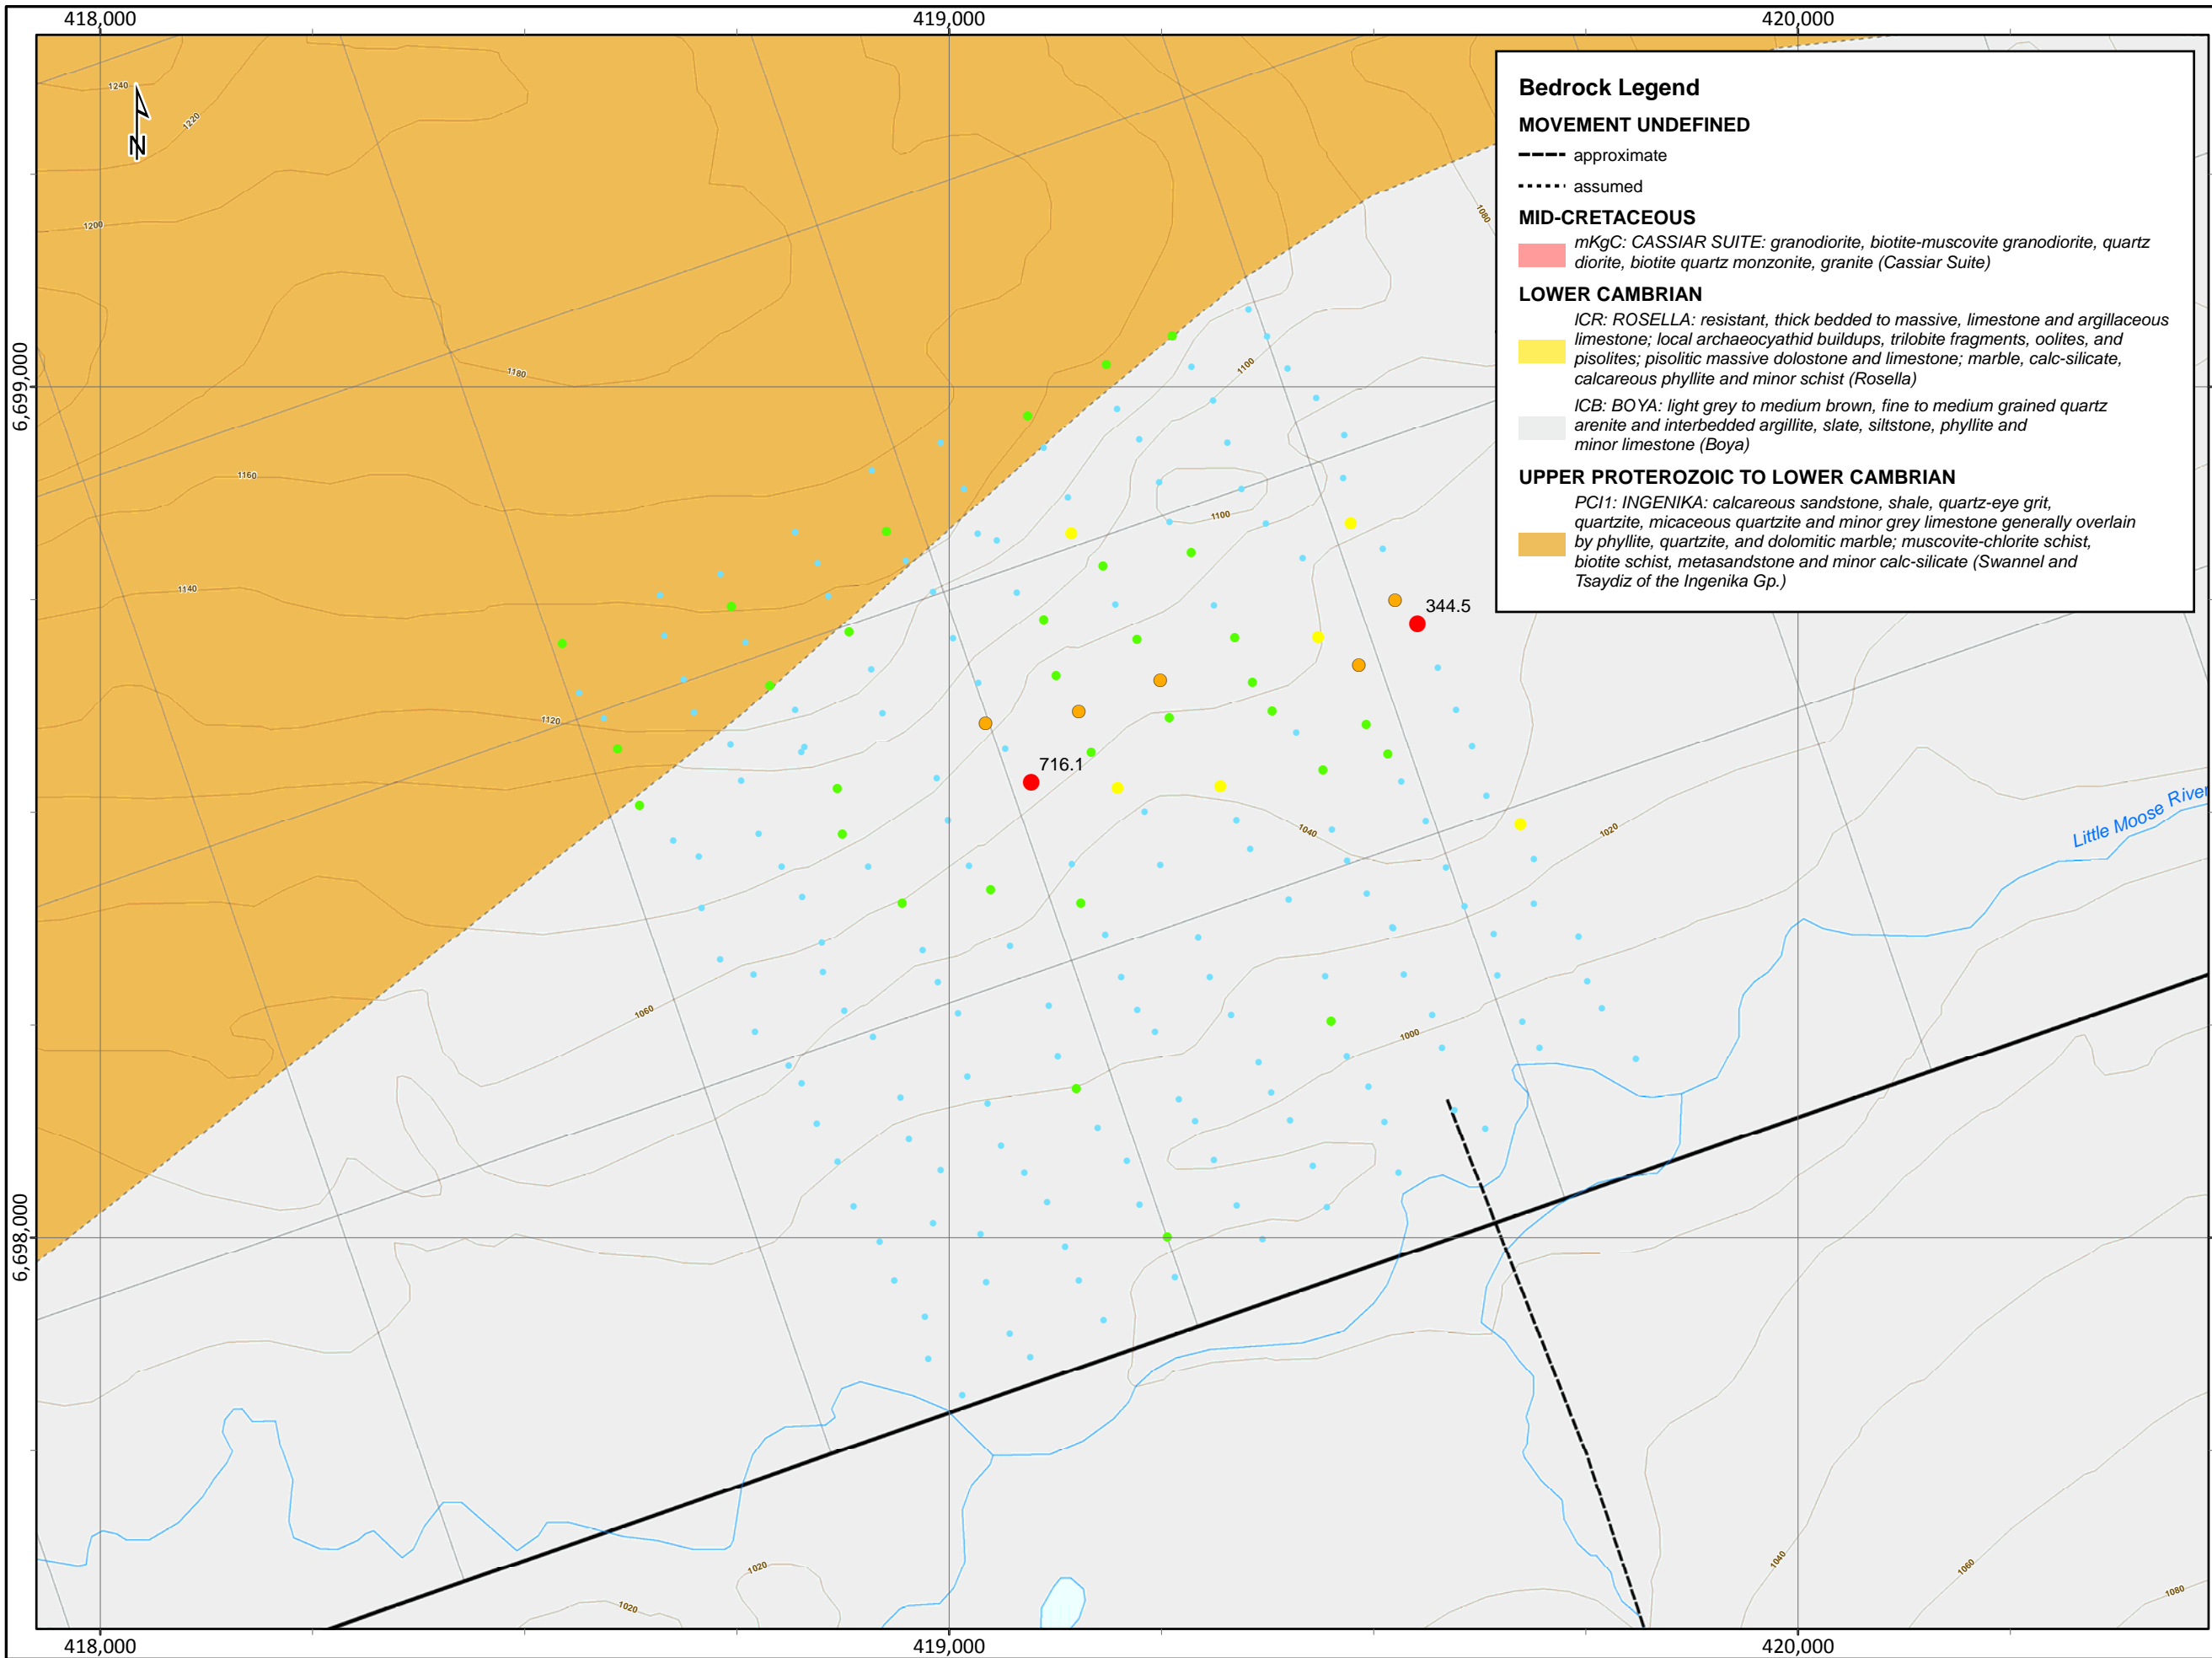 418,000
419,000
420,000
Bedrock Legend
MOVEMENT UNDEFINED
approximate
assumed
MID-CRETACEOUS
mKgC: CASSIAR SUITE: granodiorite, biotite-muscovite granodiorite, quartz
diorite, biotite quartz monzonite, granite (Cassiar Suite)
LOWER CAMBRIAN
lCR: ROSELLA: resistant, thick bedded to massive, limestone and argillaceous
limestone; local archaeocyathid buildups, trilobite fragments, oolites, and
pisolites; pisolitic massive dolostone and limestone; marble, calc-silicate,
calcareous phyllite and minor schist (Rosella)
lCB: BOYA: light grey to medium brown, fine to medium grained quartz
arenite and interbedded argillite, slate, siltstone, phyllite and
minor limestone (Boya)
UPPER PROTEROZOIC TO LOWER CAMBRIAN
PCI1: INGENIKA: calcareous sandstone, shale, quartz-eye grit,
quartzite, micaceous quartzite and minor grey limestone generally overlain
by phyllite, quartzite, and dolomitic marble; muscovite-chlorite schist,
biotite schist, metasandstone and minor calc-silicate (Swannel and
Tsaydiz of the Ingenika Gp.)
1240
1220
N
1200
1080
1100
1180
6,699,000
1160
1100
1140
344.5
1120
716.1
1040
1020
Little Moose River
1060
1000
6,698,000
1020
1020
1040
1060
1080
418,000
419,000
420,000